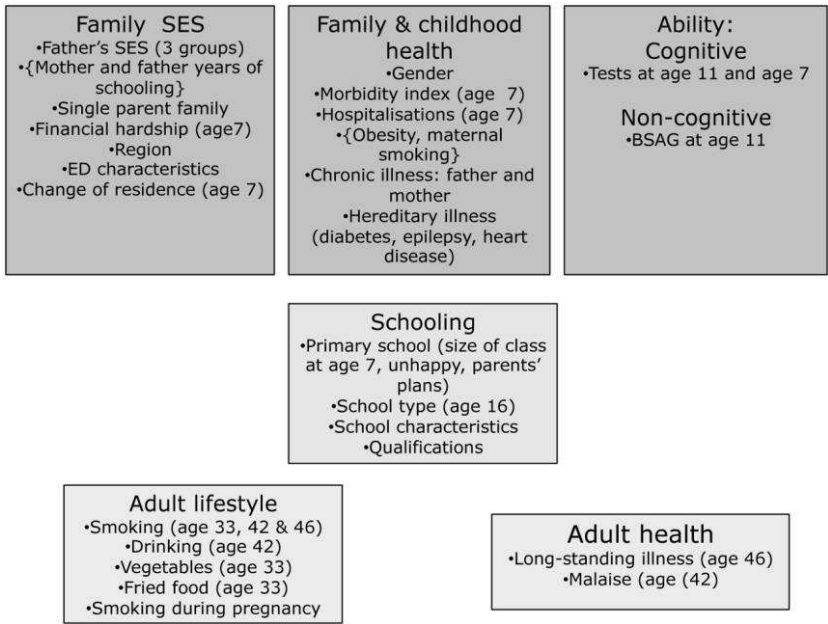 Family SES
•Father's SES (3 groups)
•{Mother and father years of
schooling}
•Single parent family
•Financial hardship (age7)
•Region
•ED characteristics
•Change of residence (age 7)
Family & childhood
health
•Gender
•Morbidity index (age 7)
•Hospitalisations (age 7)
•{Obesity, maternal
smoking}
•Chronic illness: father and
mother
•Hereditary illness
(diabetes, epilepsy, heart
disease)
Ability:
Cognitive
•Tests at age 11 and age 7
Non-cognitive
•BSAG at age 11
Schooling
•Primary school (size of class
at age 7, unhappy, parents'
plans)
•School type (age 16)
•School characteristics
•Qualifications
Adult lifestyle
•Smoking (age 33, 42 & 46)
•Drinking (age 42)
•Vegetables (age 33)
•Fried food (age 33)
•Smoking during pregnancy
Adult health
•Long-standing illness (age 46)
•Malaise (age (42)